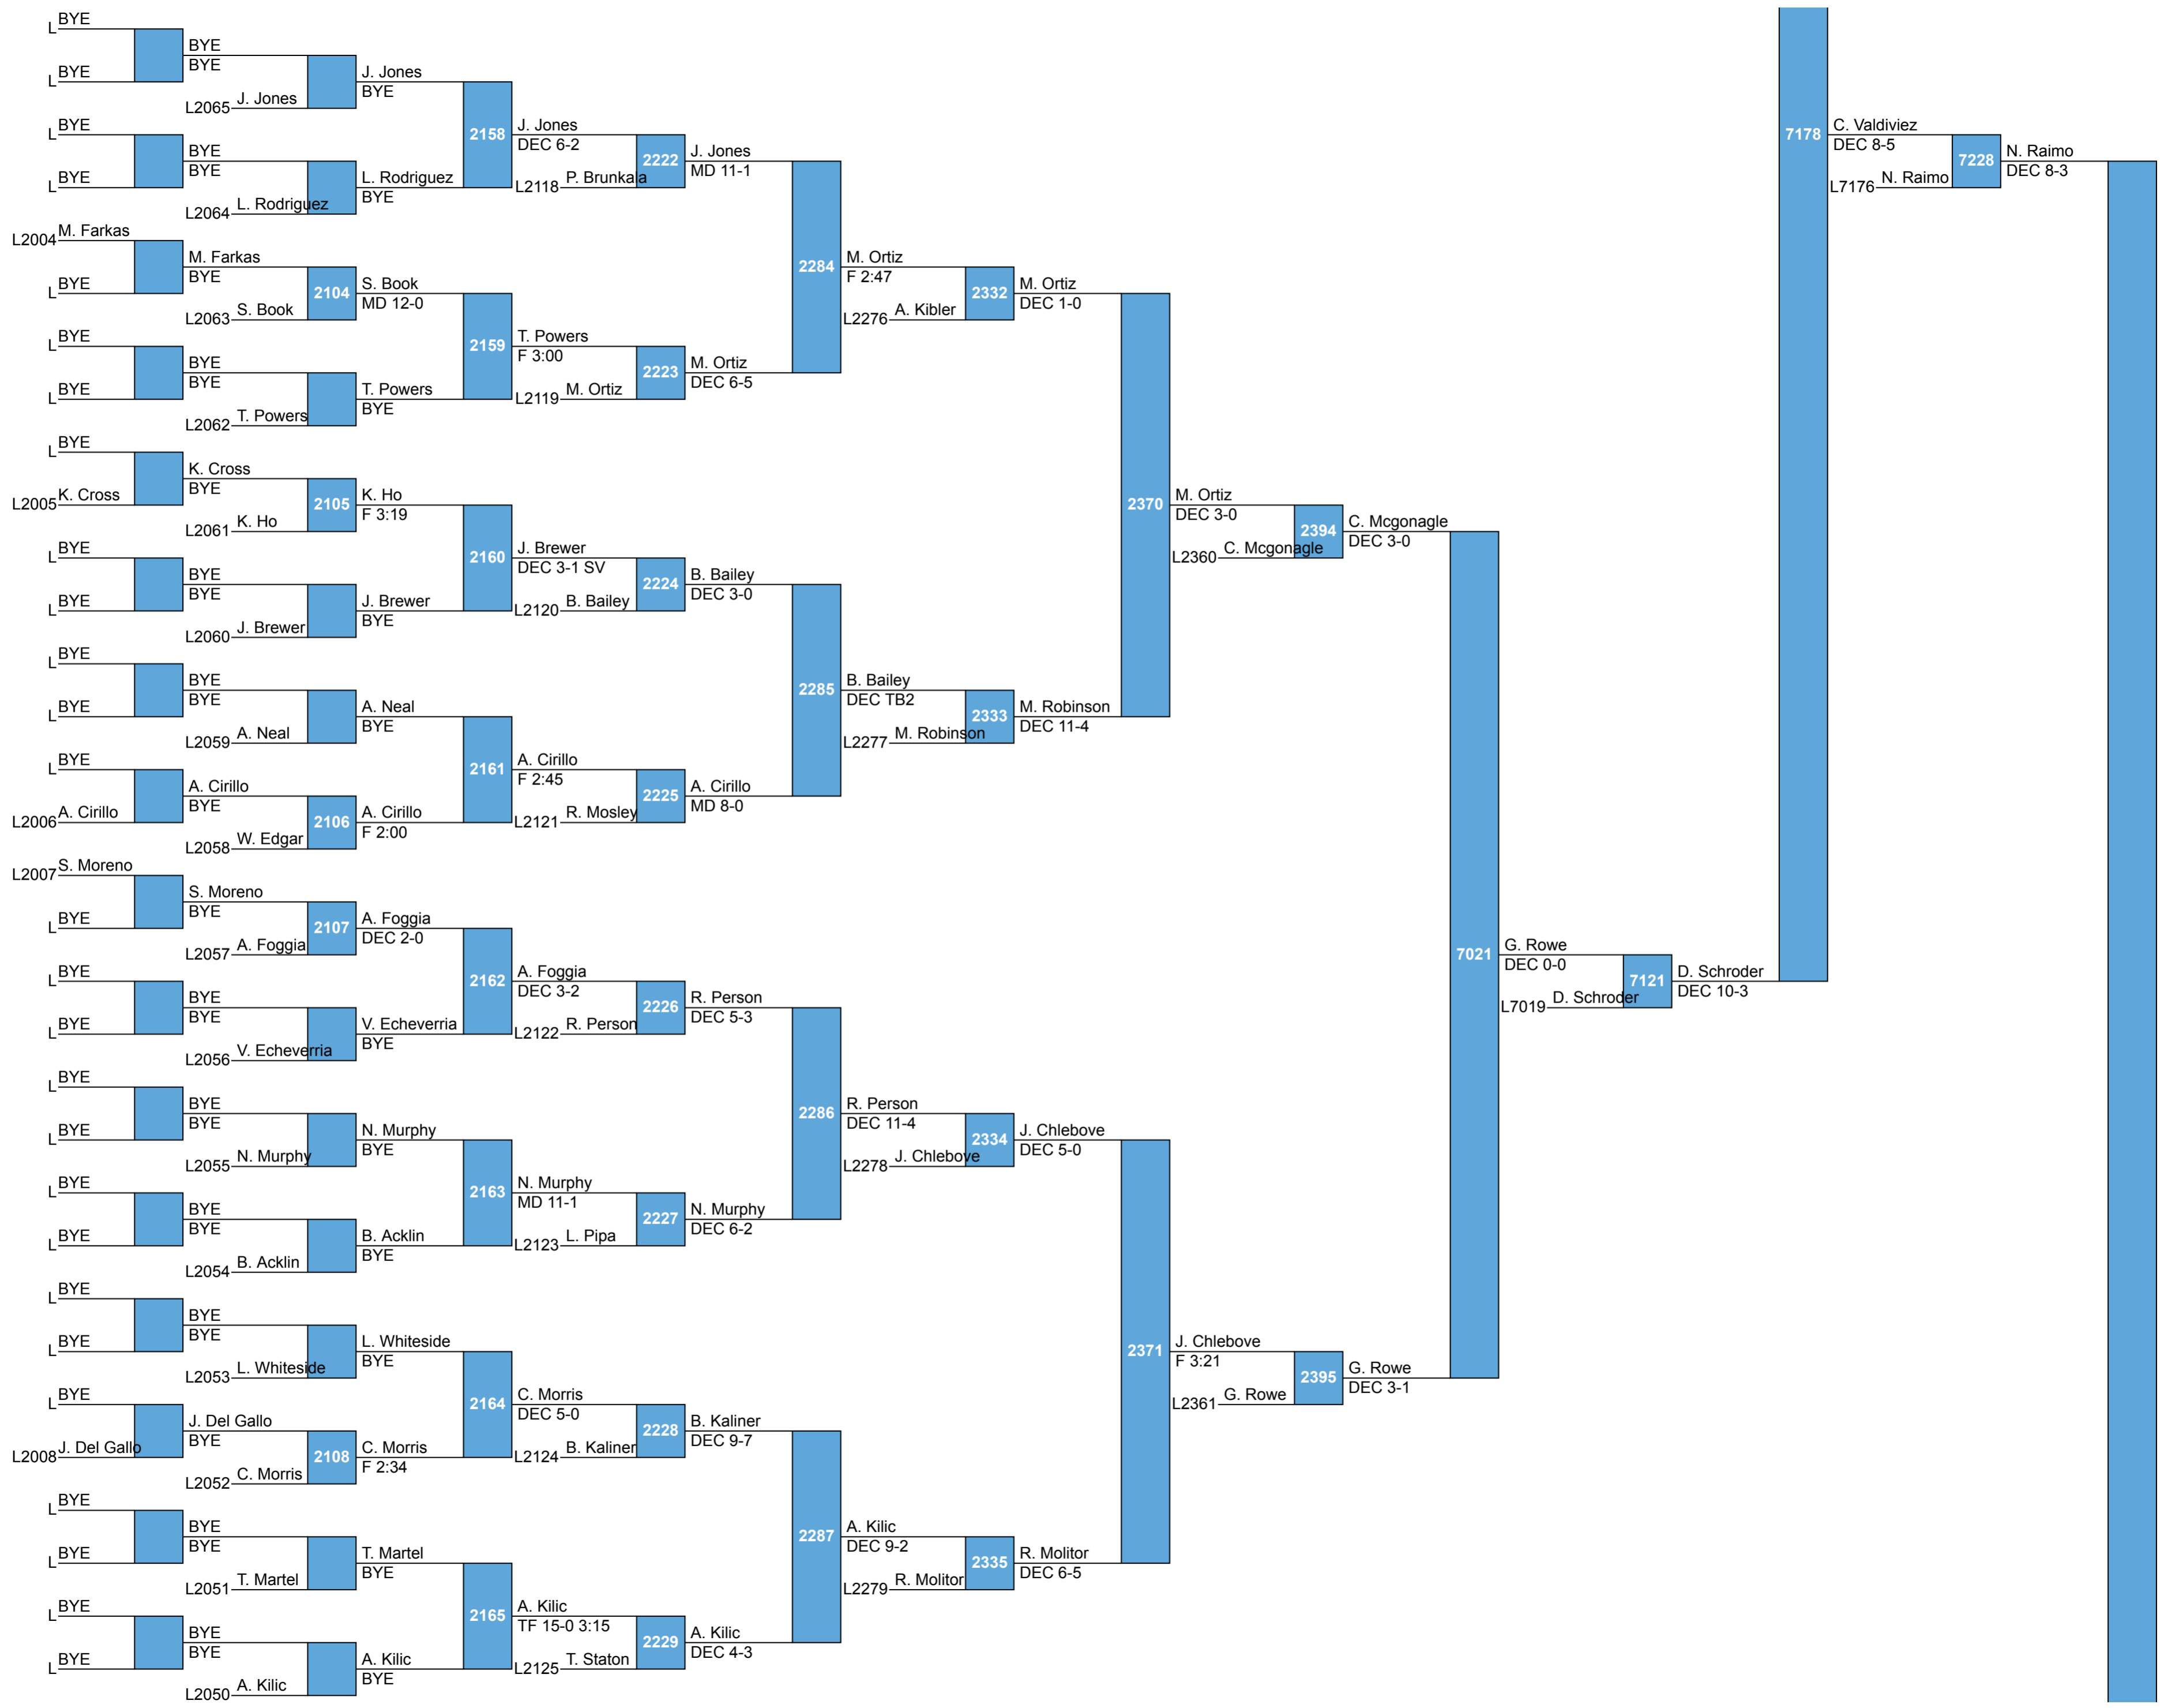 BYE
L
BYE
BYE
BYE
L
J. Jones
L2065
J. Jones
BYE
BYE
L
BYE
BYE
BYE
L
L. Rodriguez
L2064
L. Rodriguez
BYE
2158
J. Jones
DEC 6-2
P. Brunkala
L2118
2222
J. Jones
MD 11-1
M. Farkas
L2004
BYE
L
M. Farkas
BYE
S. Book
L2063
2104
S. Book
MD 12-0
BYE
L
BYE
L
BYE
BYE
T. Powers
L2062
T. Powers
BYE
2159
T. Powers
F 3:00
M. Ortiz
L2119
2223
M. Ortiz
DEC 6-5
2284
M. Ortiz
F 2:47
A. Kibler
L2276
2332
M. Ortiz
DEC 1-0
BYE
L
K. Cross
L2005
K. Cross
BYE
K. Ho
L2061
2105
K. Ho
F 3:19
BYE
L
BYE
L
BYE
BYE
J. Brewer
L2060
J. Brewer
BYE
2160
J. Brewer
DEC 3-1 SV
B. Bailey
L2120
2224
B. Bailey
DEC 3-0
BYE
L
BYE
L
BYE
BYE
A. Neal
L2059
A. Neal
BYE
BYE
L
A. Cirillo
L2006
A. Cirillo
BYE
W. Edgar
L2058
2106
A. Cirillo
F 2:00
2161
A. Cirillo
F 2:45
R. Mosley
L2121
2225
A. Cirillo
MD 8-0
2285
B. Bailey
DEC TB2
M. Robinson
L2277
2333
M. Robinson
DEC 11-4
2370
M. Ortiz
DEC 3-0
C. Mcgonagle
L2360
2394
C. Mcgonagle
DEC 3-0
S. Moreno
L2007
BYE
L
S. Moreno
BYE
A. Foggia
L2057
2107
A. Foggia
DEC 2-0
BYE
L
BYE
L
BYE
BYE
V. Echeverria
L2056
V. Echeverria
BYE
2162
A. Foggia
DEC 3-2
R. Person
L2122
2226
R. Person
DEC 5-3
BYE
L
BYE
L
BYE
BYE
N. Murphy
L2055
N. Murphy
BYE
BYE
L
BYE
L
BYE
BYE
B. Acklin
L2054
B. Acklin
BYE
2163
N. Murphy
MD 11-1
L. Pipa
L2123
2227
N. Murphy
DEC 6-2
2286
R. Person
DEC 11-4
J. Chlebove
L2278
2334
J. Chlebove
DEC 5-0
BYE
L
BYE
L
BYE
BYE
L. Whiteside
L2053
L. Whiteside
BYE
BYE
L
J. Del Gallo
L2008
J. Del Gallo
BYE
C. Morris
L2052
2108
C. Morris
F 2:34
2164
C. Morris
DEC 5-0
B. Kaliner
L2124
2228
B. Kaliner
DEC 9-7
BYE
L
BYE
L
BYE
BYE
T. Martel
L2051
T. Martel
BYE
BYE
L
BYE
L
BYE
BYE
A. Kilic
L2050
A. Kilic
BYE
2165
A. Kilic
TF 15-0 3:15
T. Staton
L2125
2229
A. Kilic
DEC 4-3
2287
A. Kilic
DEC 9-2
R. Molitor
L2279
2335
R. Molitor
DEC 6-5
2371
J. Chlebove
F 3:21
G. Rowe
L2361
2395
G. Rowe
DEC 3-1
7021
G. Rowe
DEC 0-0
D. Schroder
L7019
7121
D. Schroder
DEC 10-3
7178
C. Valdiviez
DEC 8-5
N. Raimo
L7176
7228
N. Raimo
DEC 8-3